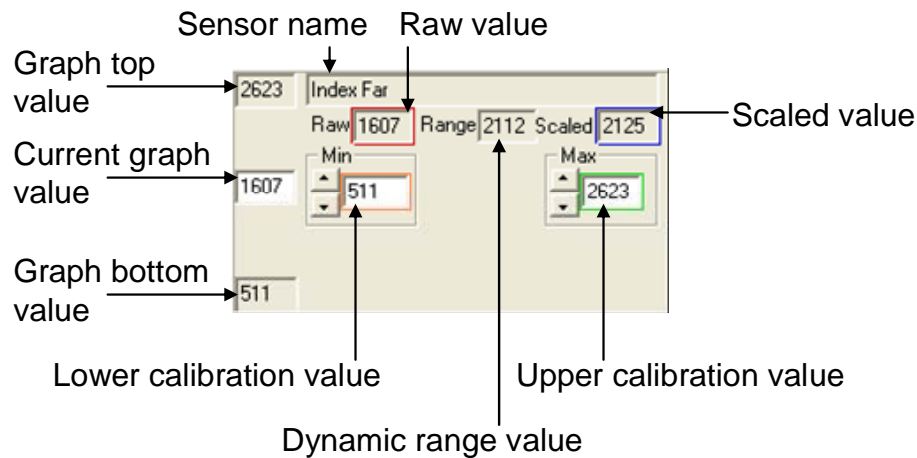 Sensor name Raw value
Graph top
value
2623 Index Far
Raw 1607 Range 2112 Scaled 2125
Scaled value
Current graph
value
Min Max
1607 511 2623
Graph bottom
value
511
Lower calibration value Upper calibration value
Dynamic range value